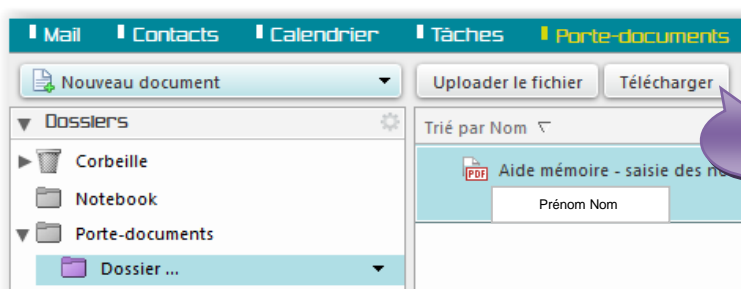 Mail Contacts Calendrier Tâches Porte-documents
Nouveau document Uploader le fichier Télécharger
Dossiers Trié par Nom
Corbeille Aide mémoire - saisie des
Prénom Nom
Notebook
Porte-documents
PDF
Dossier ...